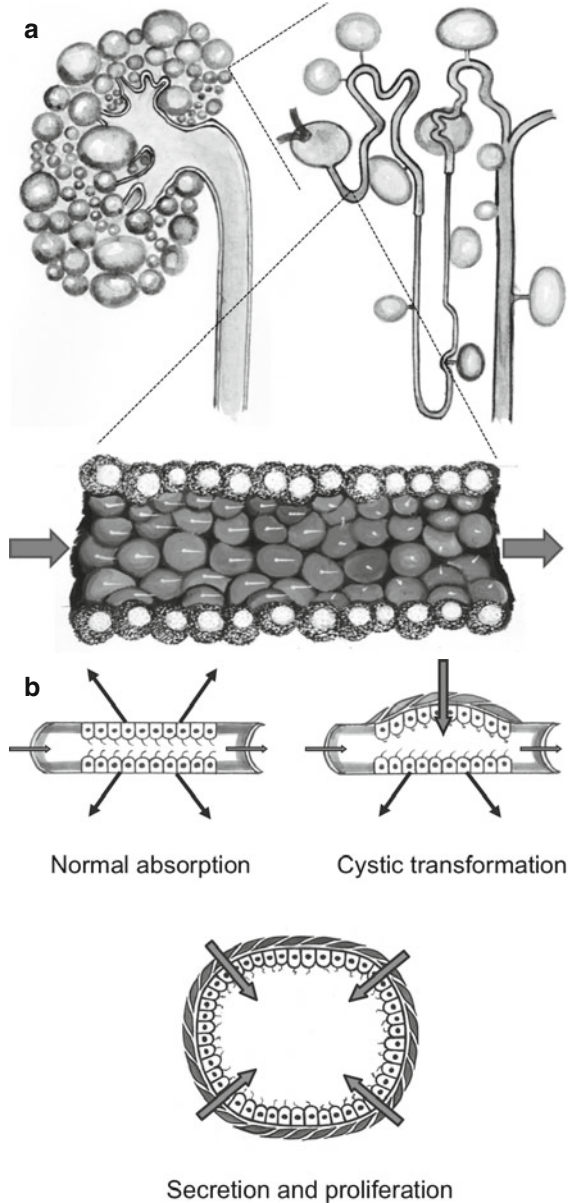 a
b
Normal absorption
Cystic transformation
Secretion and proliferation